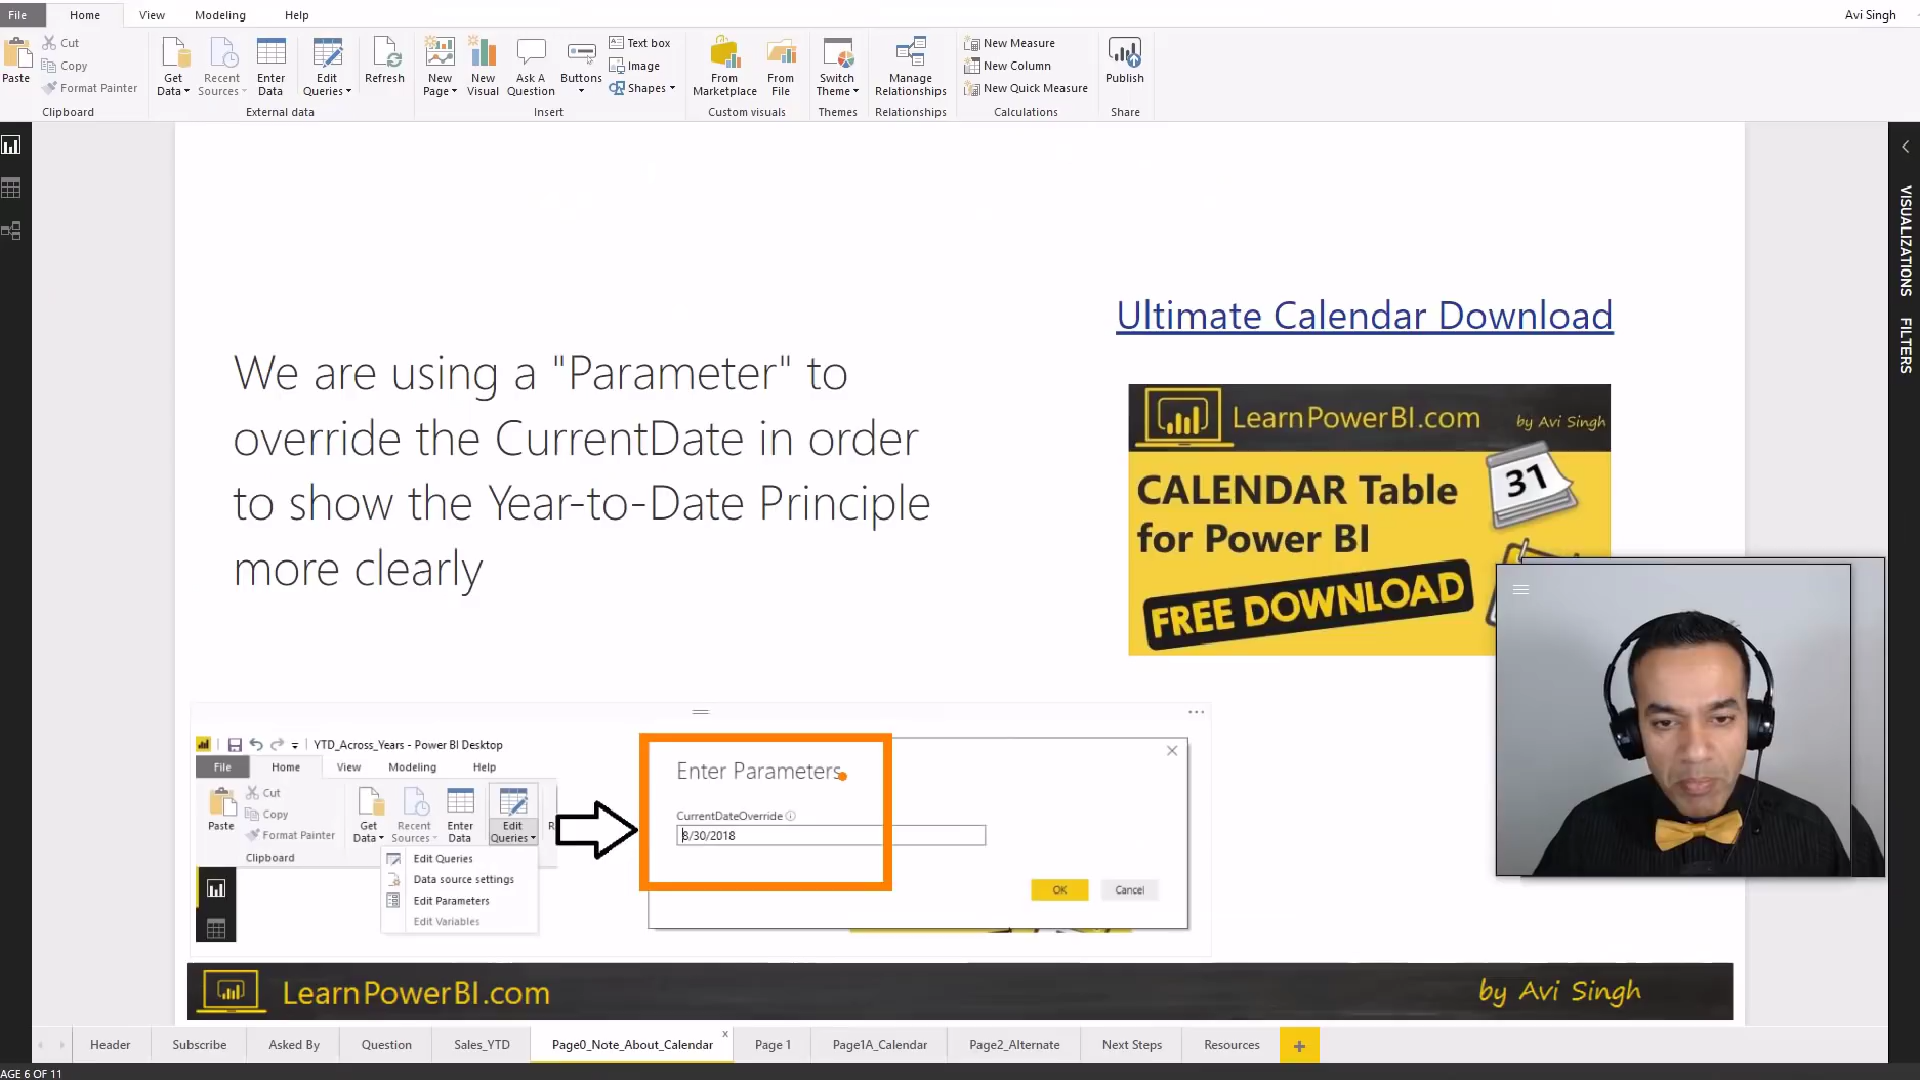 File Home View Modeling Help Avi Singh
Paste
Cut
Copy
Format Painter
Clipboard
Get Data
Recent Sources
Enter Data
Edit Queries
Refresh
External data
New Page
New Visual
Ask A Question
Buttons
Text box
Image
Shapes
Insert
From Marketplace
From File
Custom visuals
Switch Theme
Themes
Manage Relationships
Relationships
New Measure
New Column
New Quick Measure
Calculations
Publish
Share
VISUALIZATIONS
FILTERS
We are using a "Parameter" to
override the CurrentDate in order
to show the Year-to-Date Principle
more clearly
Ultimate Calendar Download
LearnPowerBI.com by Avi Singh
CALENDAR Table
for Power BI
31
FREE DOWNLOAD
YTD_Across_Years - Power BI Desktop
File Home View Modeling Help
Paste
Cut
Copy
Format Painter
Clipboard
Get Data
Recent Sources
Enter Data
Edit Queries
R
Edit Queries
Data source settings
Edit Parameters
Edit Variables
Enter Parameters
CurrentDateOverride
8/30/2018
OK Cancel
LearnPowerBI.com by Avi Singh
Header Subscribe Asked By Question Sales_YTD Page0_Note_About_Calendar x Page 1 Page1A_Calendar Page2_Alternate Next Steps Resources +
AGE 6 OF 11